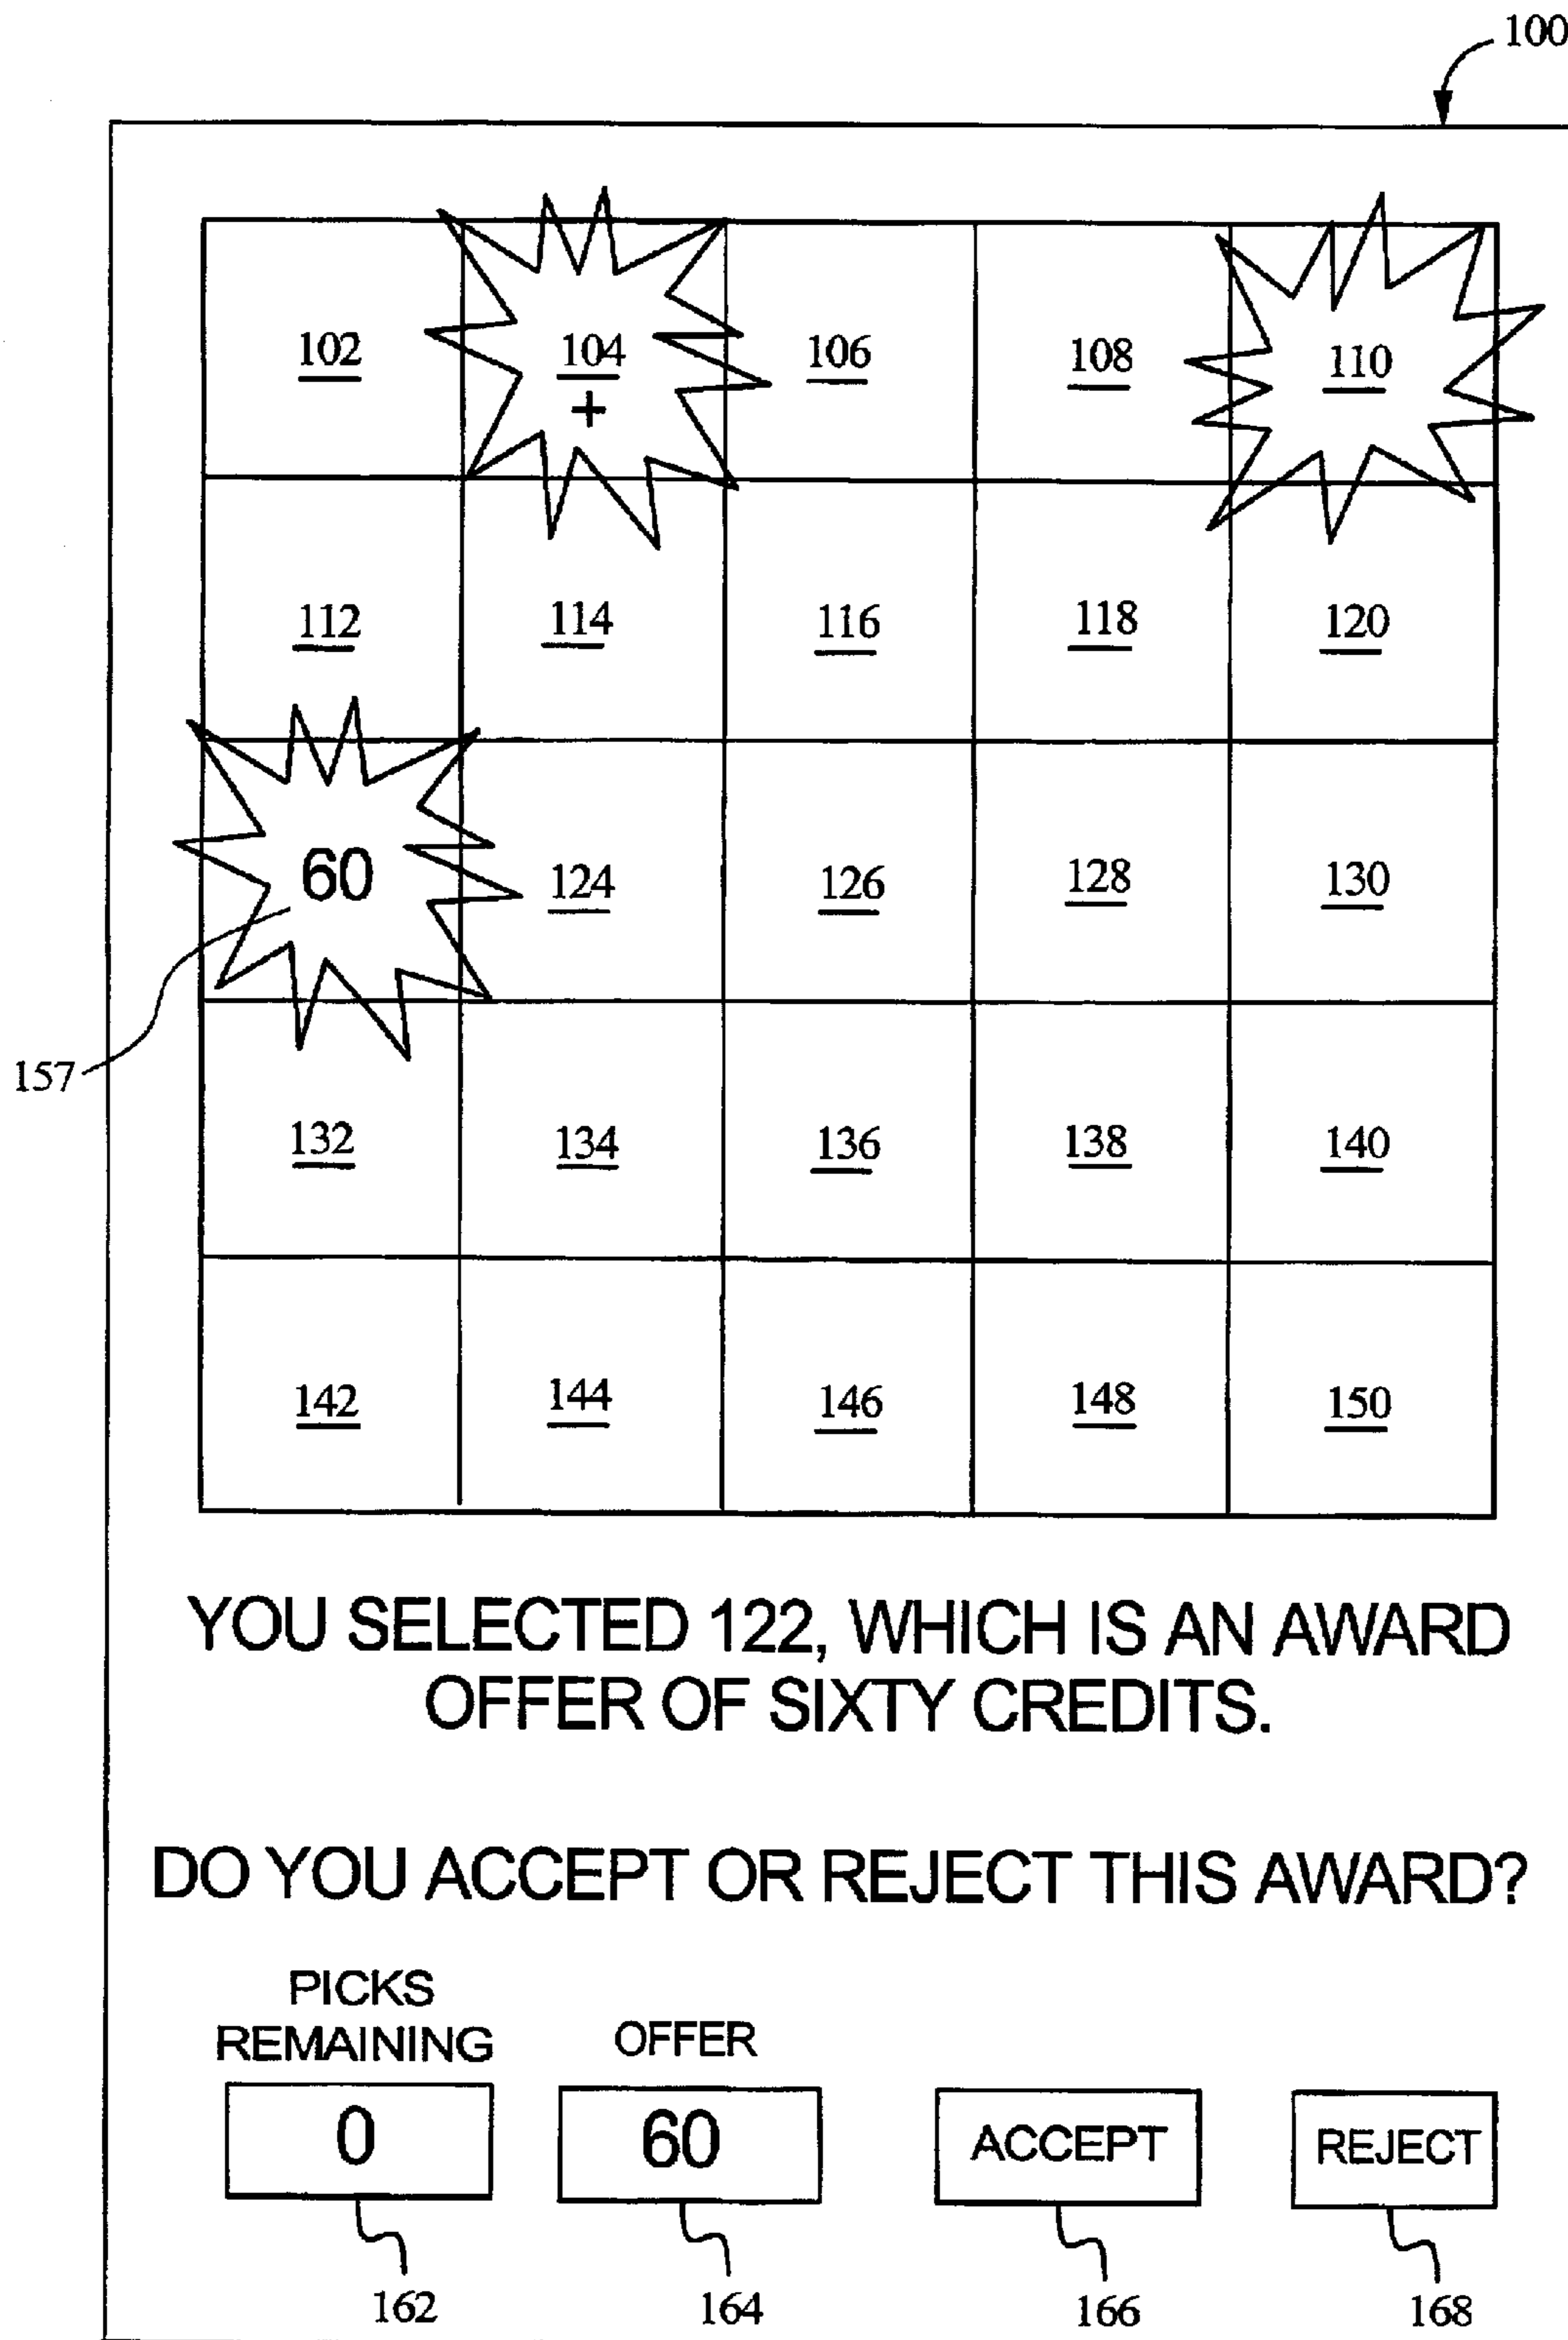 100
102 104 106 108 110
+
112 114 116 118 120
60 124 126 128 130
157
132 134 136 138 140
142 144 146 148 150
YOU SELECTED 122, WHICH IS AN AWARD
OFFER OF SIXTY CREDITS.
DO YOU ACCEPT OR REJECT THIS AWARD?
PICKS
REMAINING OFFER
0 60 ACCEPT REJECT
162 164 166 168